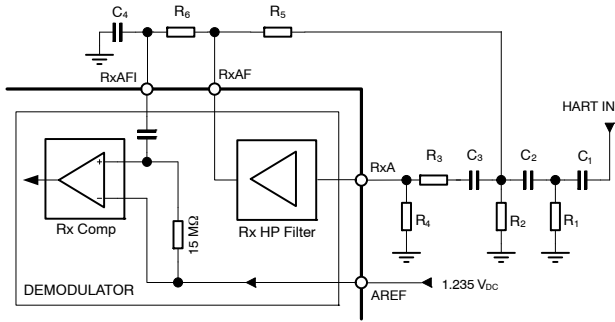 C4
R6
R5
RxAFI
RxAF
HART IN
RxA
R3
C3
C2
C1
+
−
Rx Comp
15 MΩ
Rx HP Filter
R4
R2
R1
DEMODULATOR
AREF
1.235 VDC